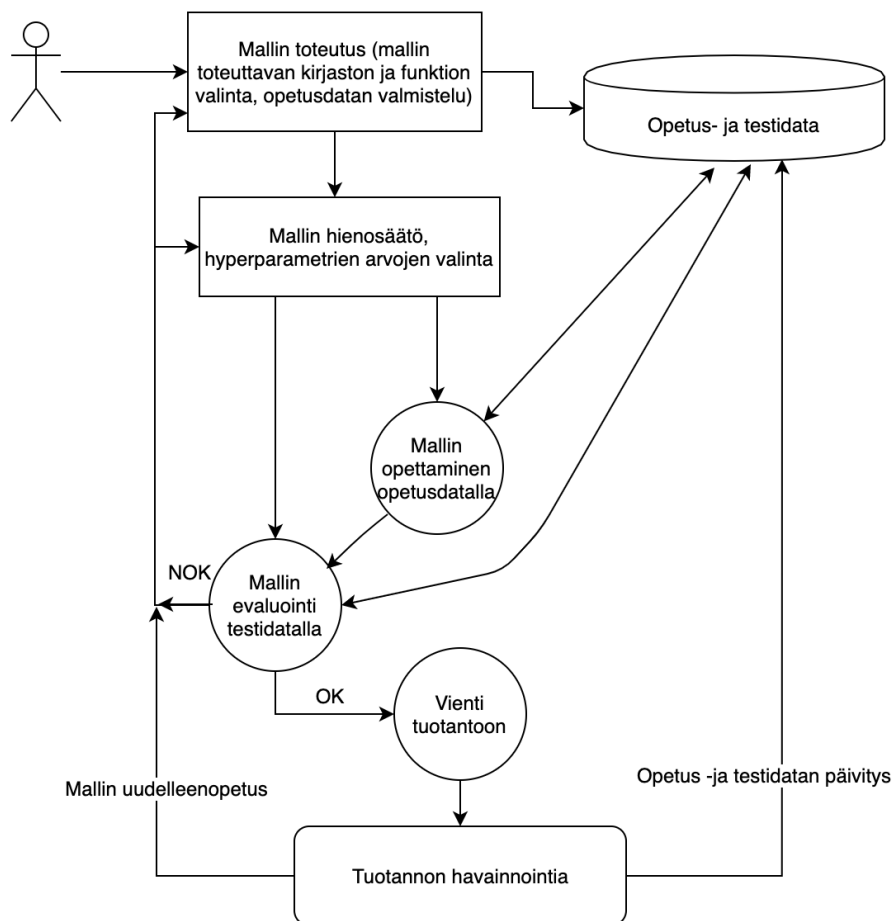 Mallin toteutus (mallin
toteuttavan kirjaston ja funktion
valinta, opetusdatan valmistelu)
Opetus- ja testidata
Mallin hienosäätö,
hyperparametrien arvojen valinta
Mallin
opettaminen
opetusdatalla
NOK
Mallin
evaluointi
testidatalla
OK
Vienti
tuotantoon
Mallin uudelleenopetus
Opetus -ja testidatan päivitys
Tuotannon havainnointia